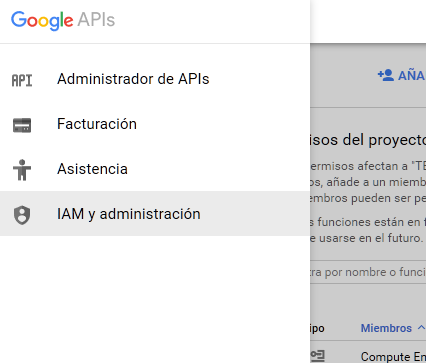 Google APIs
API Administrador de APIs
Facturación
Asistencia
IAM y administración
AÑA
isos del proyecto
ermisos afectan a "TE
os, añade a un miemb
embros pueden ser pe
s funciones están en f
e usarse en el futuro.
tra por nombre o funci
ipo Miembros
Compute En